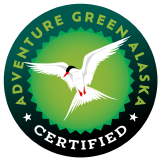 ADVENTURE GREEN ALASKA
★ CERTIFIED ★